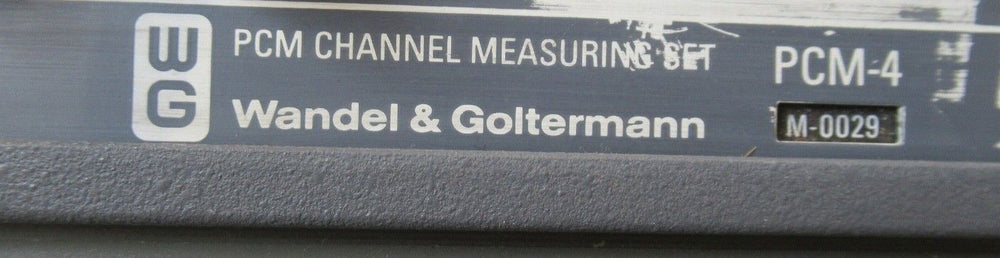 WG
PCM CHANNEL MEASURING SET
PCM-4
Wandel & Goltermann
M-0029